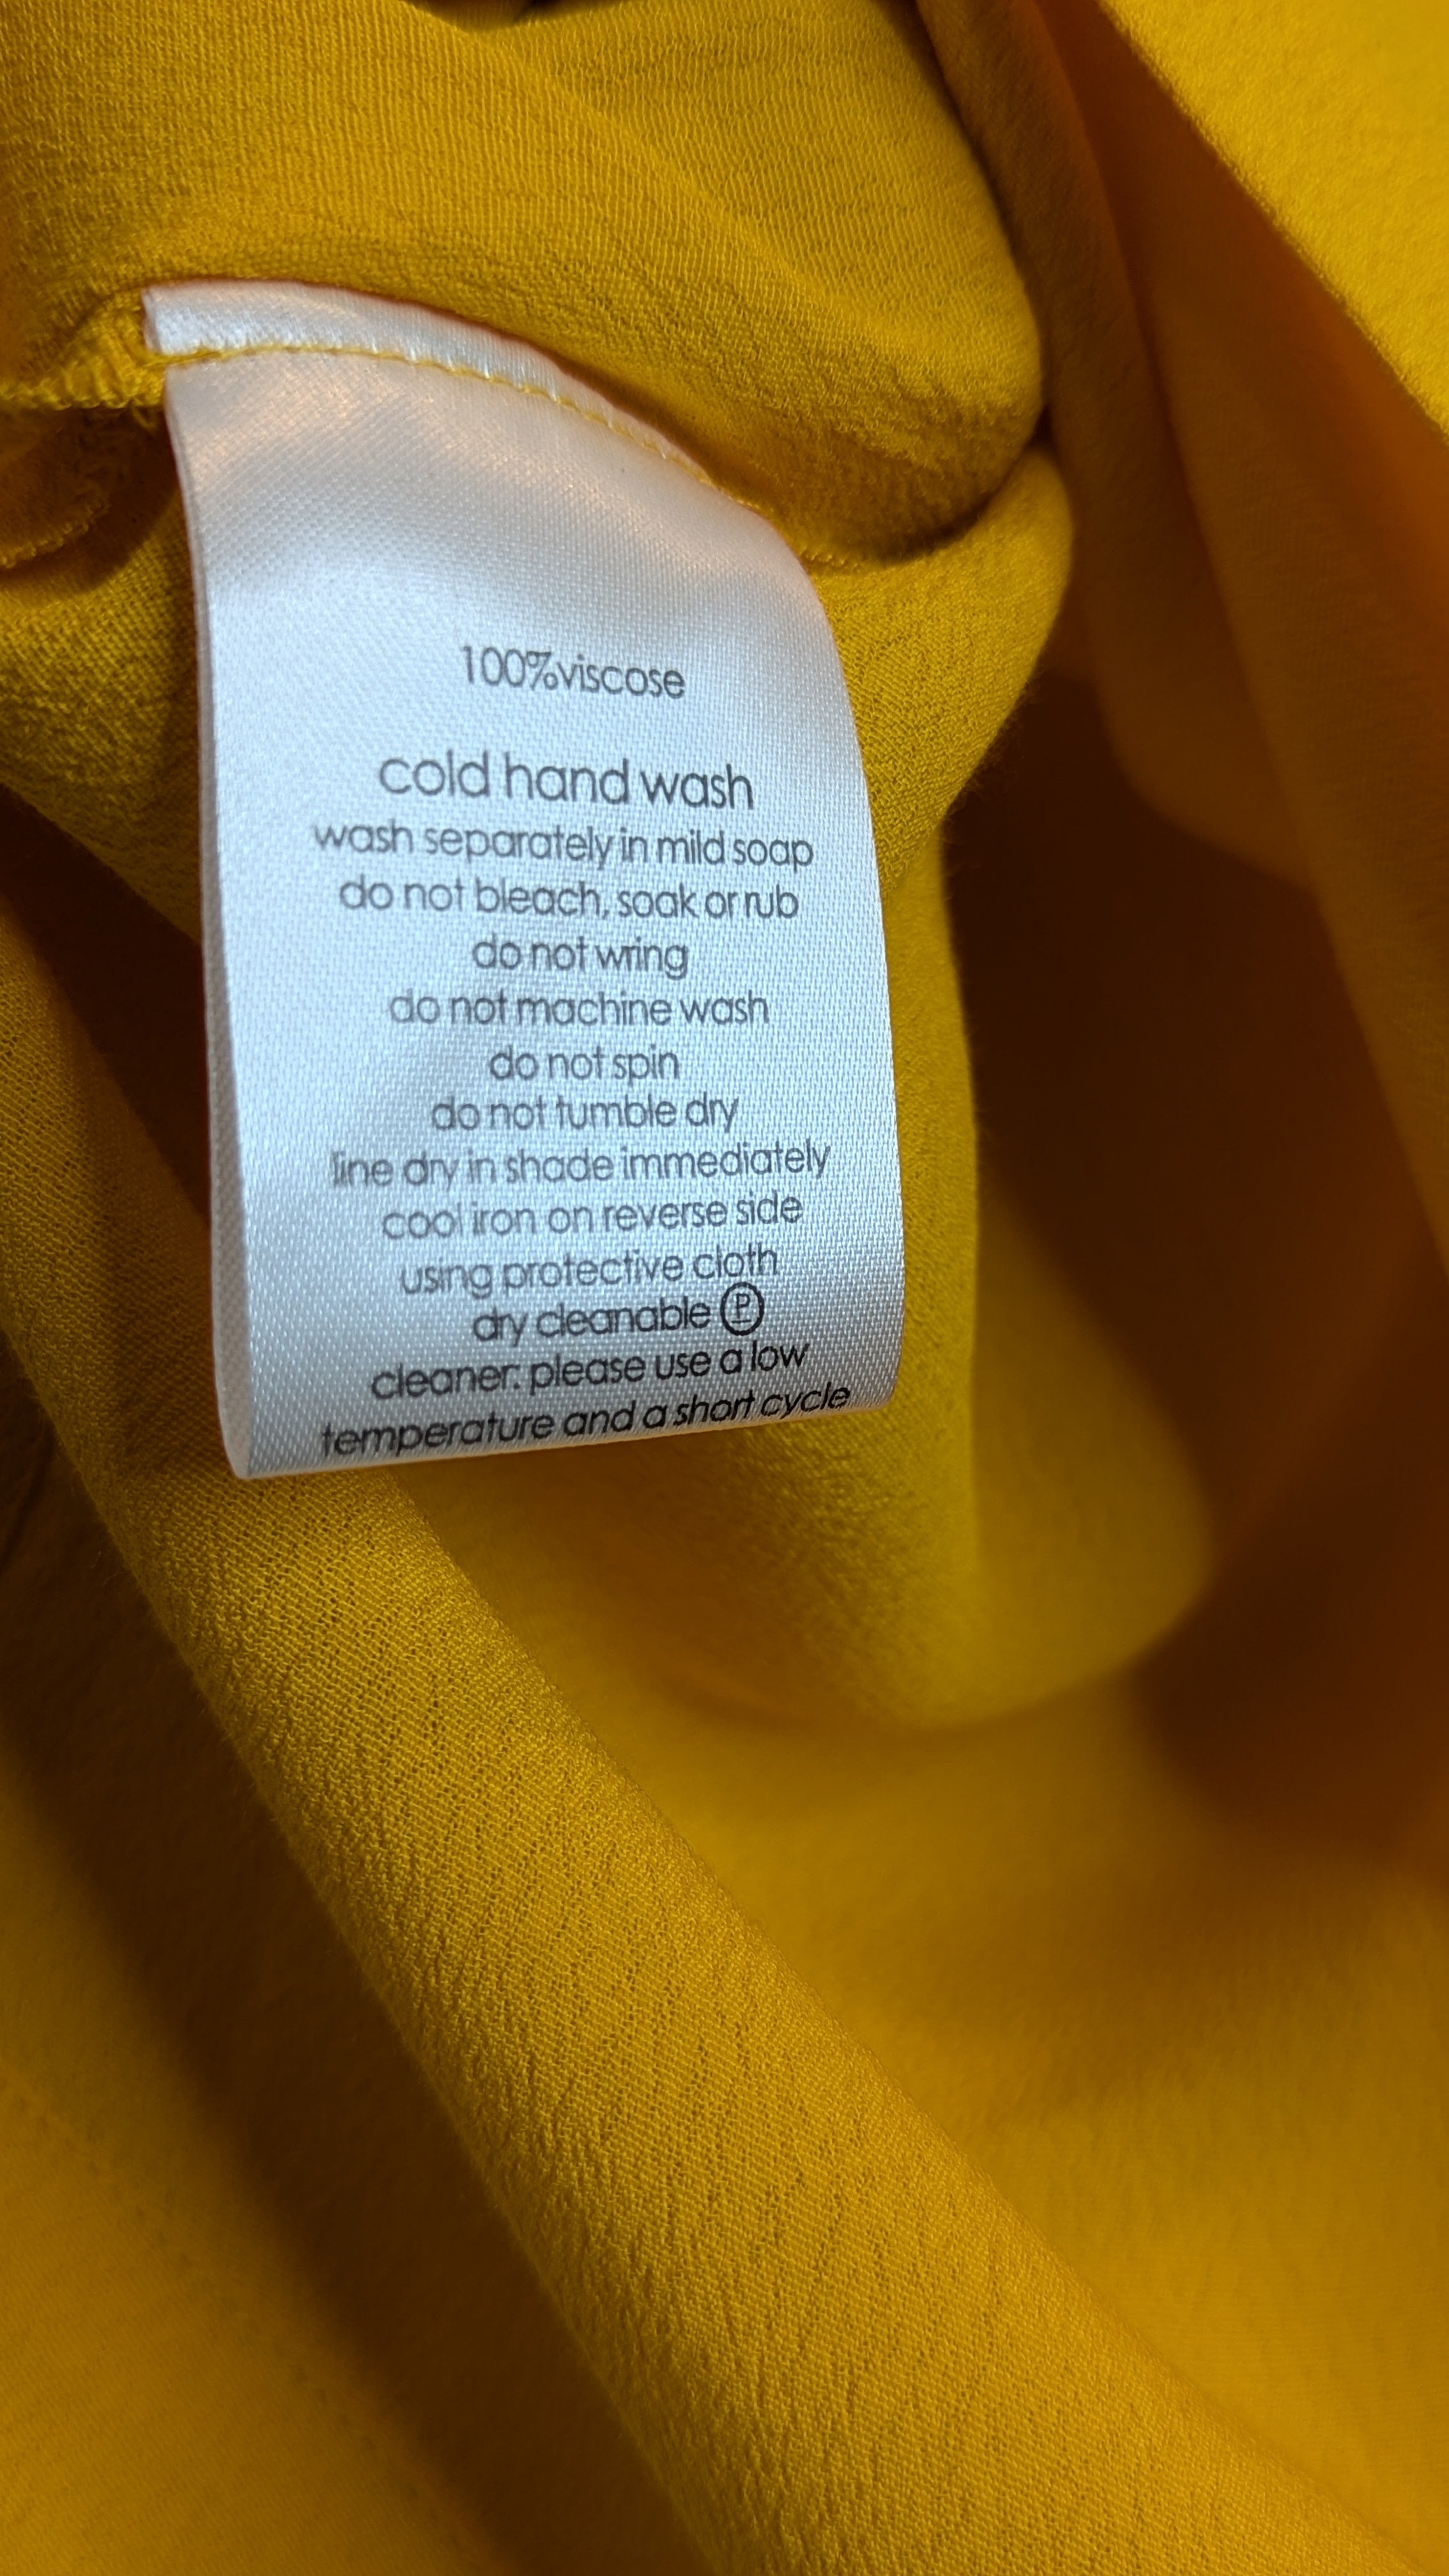 100%viscose
cold hand wash
wash separately in mild soap
do not bleach, soak or rub
do not wring
do not machine wash
do not spin
do not tumble dry
line dry in shade immediately
cool iron on reverse side
using protective cloth
dry cleanable Ⓟ
cleaner: please use a low
temperature and a short cycle